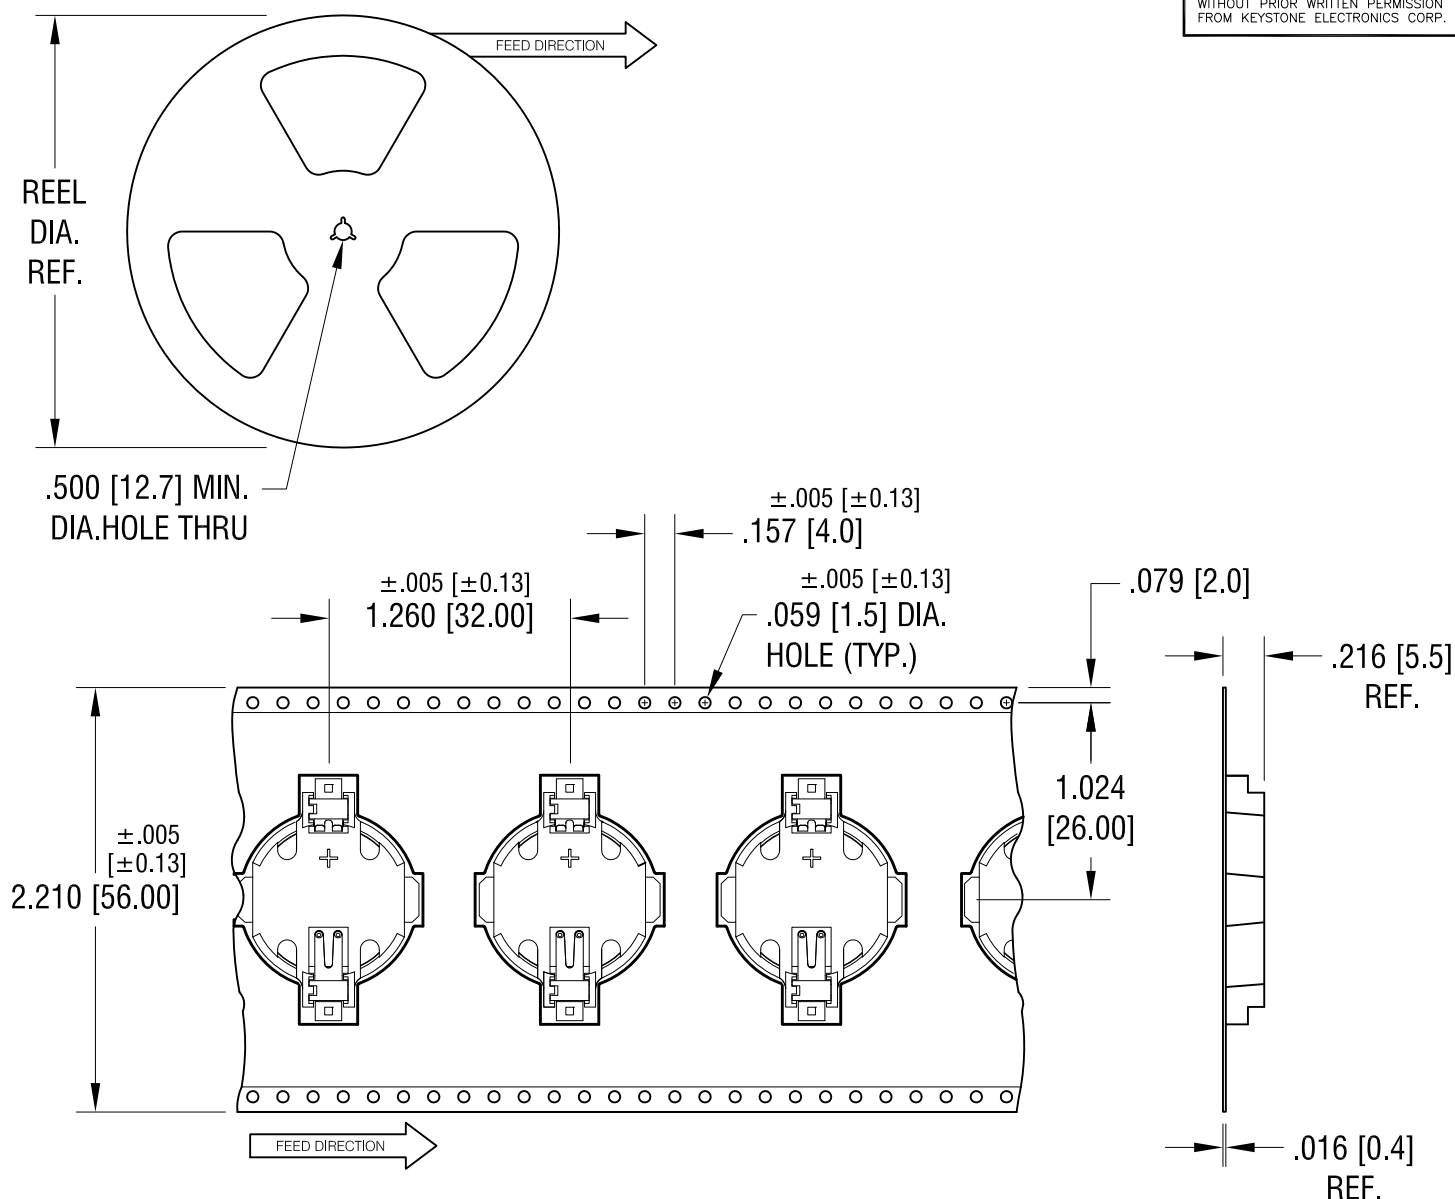 WITHOUT PRIOR WRITTEN PERMISSION
FROM KEYSTONE ELECTRONICS CORP.
FEED DIRECTION
REEL
DIA.
REF.
.500 [12.7] MIN.
DIA.HOLE THRU
±.005 [±0.13]
.157 [4.0]
±.005 [±0.13]
1.260 [32.00]
±.005 [±0.13]
.059 [1.5] DIA.
HOLE (TYP.)
.079 [2.0]
.216 [5.5]
REF.
1.024
[26.00]
±.005
[±0.13]
2.210 [56.00]
FEED DIRECTION
.016 [0.4]
REF.